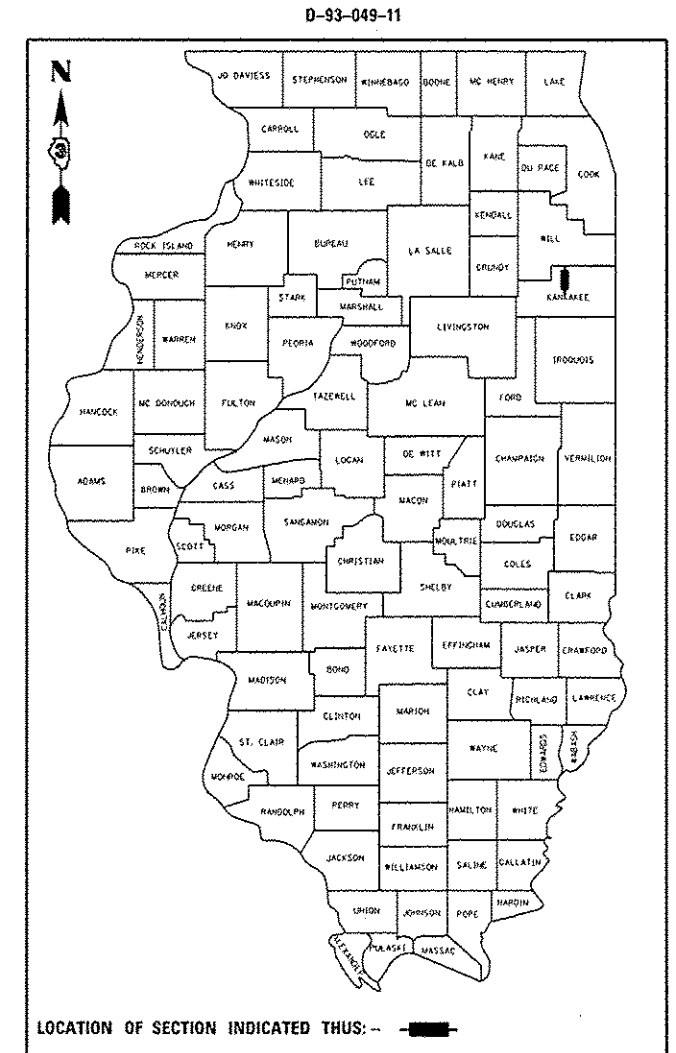 D-93-049-11
N
JO DAVIESS STEPHENSON WINNEBAGO BOONE MC HENRY LAKE
CARROLL OGLE DE KALB KANE DU PAGE COOK
WHITESIDE LEE
KENDALL
ROCK ISLAND HENRY BUREAU LA SALLE WILL
MERCER PUTNAM GRUNDY
STARK MARSHALL KANKAKEE
HENDERSON WARREN KNOX PEORIA WOODFORD LIVINGSTON IROQUOIS
HANCOCK MC DONOUGH FULTON TAZEWELL MC LEAN FORD
MASON
SCHUYLER LOGAN DE WITT CHAMPAIGN VERMILION
ADAMS BROWN CASS MENARD PIATT
MACON
MORGAN SANGAMON DOUGLAS EDGAR
PIKE SCOTT CHRISTIAN MOULTRIE COLES
GREENE MACOUPIN MONTGOMERY SHELBY CUMBERLAND CLARK
CALHOUN JERSEY FAYETTE EFFINGHAM JASPER CRAWFORD
MADISON BOND CLAY RICHLAND LAWRENCE
CLINTON MARION
ST. CLAIR WAYNE EDWARDS WABASH
MONROE WASHINGTON JEFFERSON
RANDOLPH PERRY HAMILTON WHITE
FRANKLIN
JACKSON WILLIAMSON SALINE GALLATIN
UNION JOHNSON POPE HARDIN
ALEXANDER PULASKI MASSAC
LOCATION OF SECTION INDICATED THUS: -